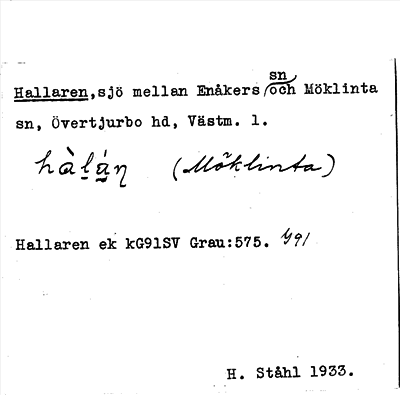 Hallaren, sjö mellan Enåkers sn och Möklinta
sn, Övertjurbo hd, Västm. l.
(Möklinta)
Hallaren ek kG91SV Grau:575.
H. Ståhl 1933.